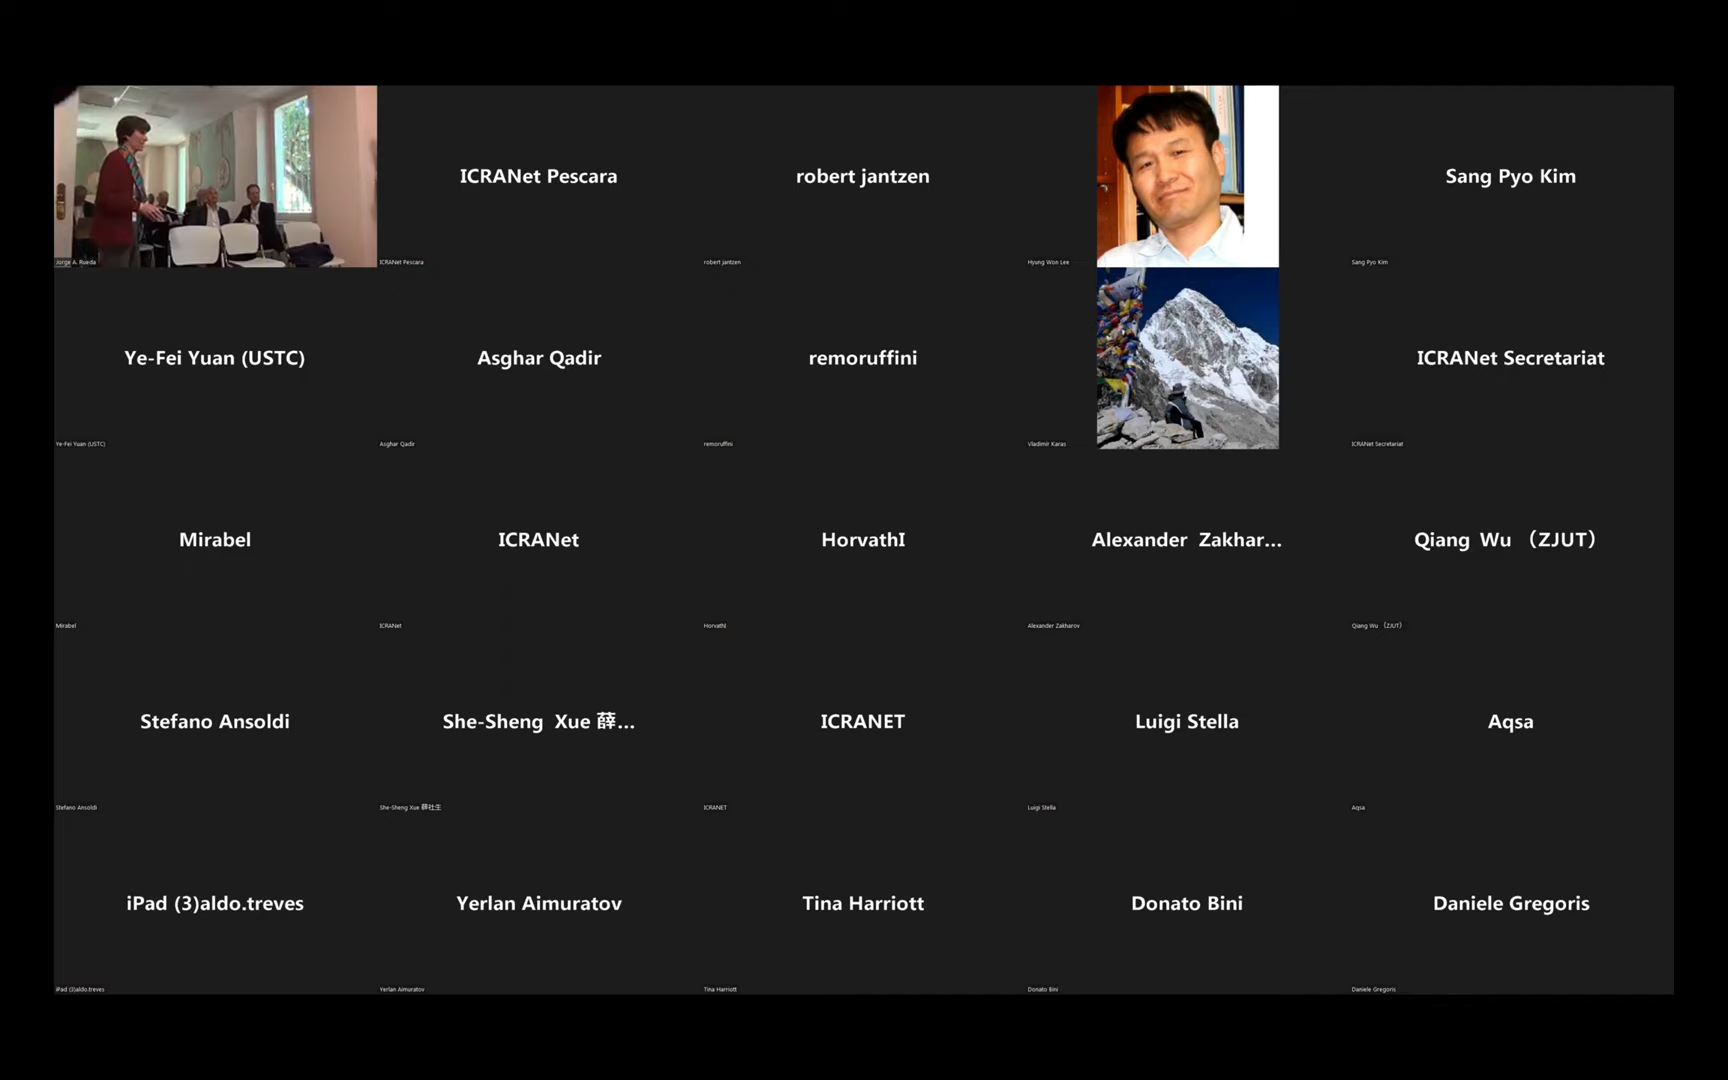 Jorge A. Rueda
ICRANet Pescara
ICRANet Pescara
robert jantzen
robert jantzen
Hyung Won Lee
Sang Pyo Kim
Sang Pyo Kim
Ye-Fei Yuan (USTC)
Ye-Fei Yuan (USTC)
Asghar Qadir
Asghar Qadir
remoruffini
remoruffini
Vladimir Karas
ICRANet Secretariat
ICRANet Secretariat
Mirabel
Mirabel
ICRANet
ICRANet
HorvathI
HorvathI
Alexander Zakhar...
Alexander Zakharov
Qiang Wu （ZJUT）
Qiang Wu （ZJUT）
Stefano Ansoldi
Stefano Ansoldi
She-Sheng Xue 薛...
She-Sheng Xue 薛社生
ICRANET
ICRANET
Luigi Stella
Luigi Stella
Aqsa
Aqsa
iPad (3)aldo.treves
iPad (3)aldo.treves
Yerlan Aimuratov
Yerlan Aimuratov
Tina Harriott
Tina Harriott
Donato Bini
Donato Bini
Daniele Gregoris
Daniele Gregoris